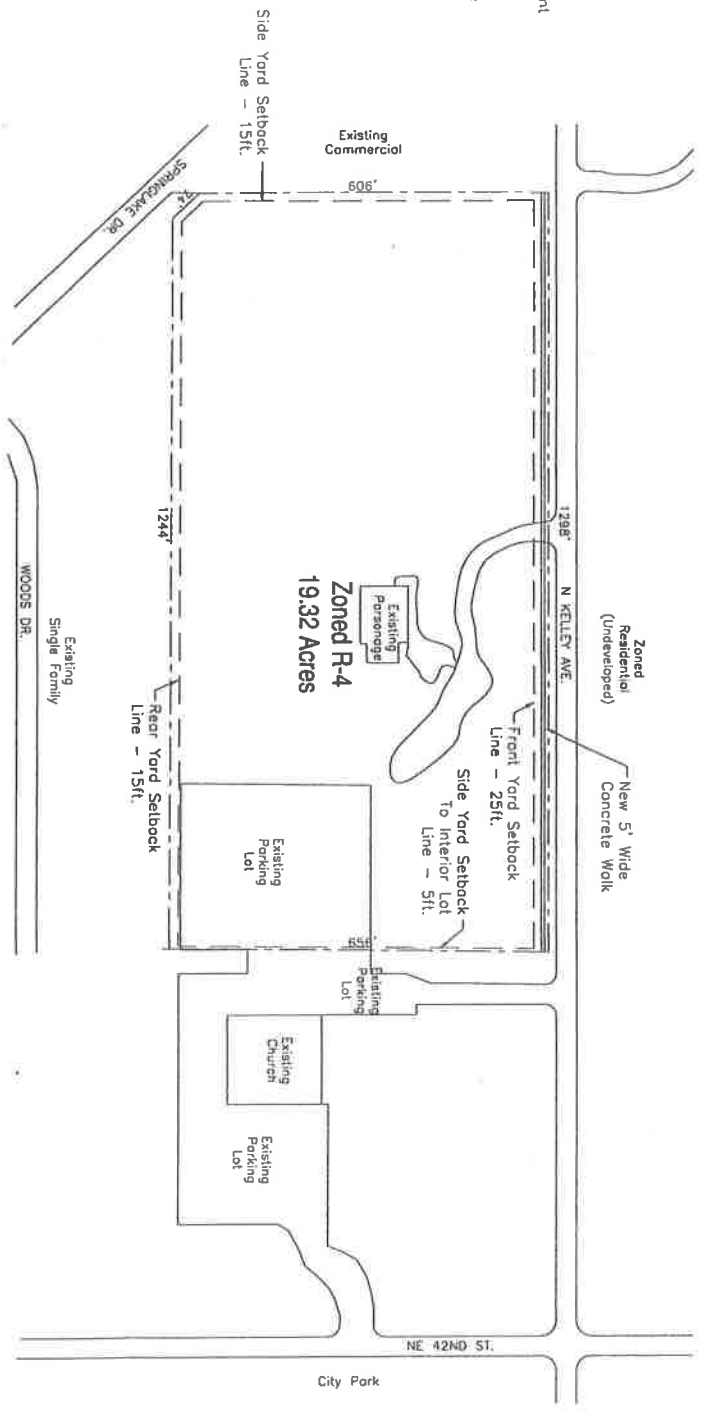 Side Yard Setback
Line - 15ft.
Existing
Commercial
606'
SPRINGLAKE DR.
74'
1298'
N KELLEY AVE.
Zoned
Residential
(Undeveloped)
New 5' Wide
Concrete Walk
Front Yard Setback
Line - 25ft.
Side Yard Setback
To Interior Lot
Line - 5ft.
Existing
Parsonage
Zoned R-4
19.32 Acres
1244'
Rear Yard Setback
Line - 15ft.
WOODS DR.
Existing
Single Family
Existing
Parking
Lot
656'
Existing
Parking
Lot
Existing
Church
Existing
Parking
Lot
NE 42ND ST.
City Park